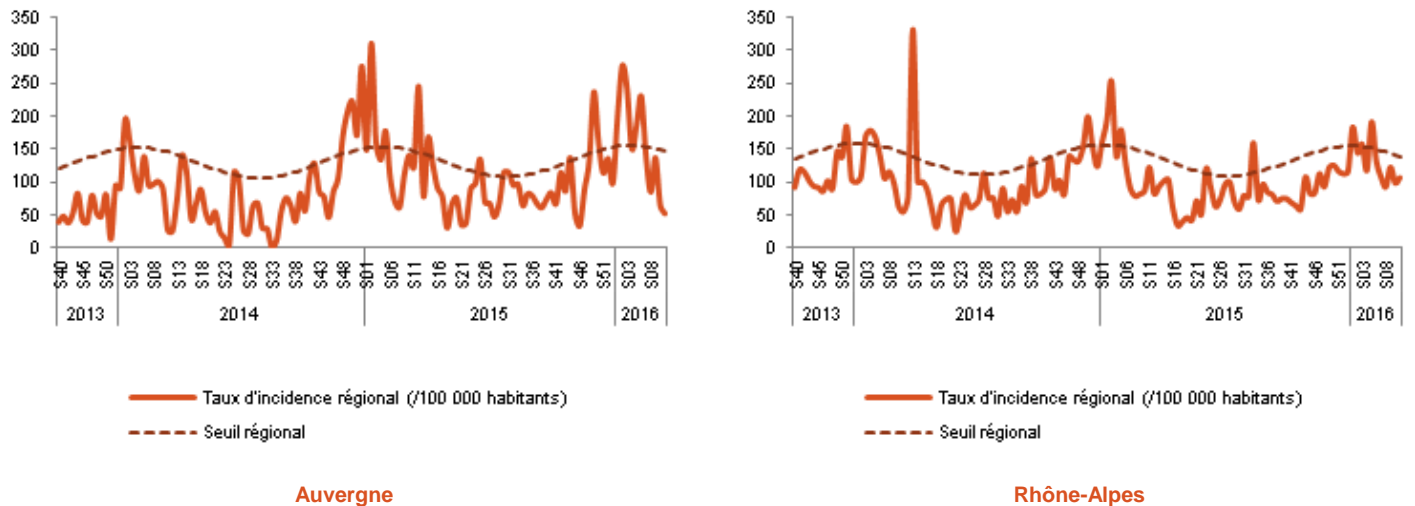 350
300
250
200
150
100
50
0
S40 S45 S50 S03 S08 S13 S18 S23 S28 S33 S38 S43 S48 S01 S06 S11 S16 S21 S26 S31 S36 S41 S46 S51 S03 S08
2013 2014 2015 2016
Taux d'incidence régional (/100 000 habitants)
Seuil régional
Auvergne
350
300
250
200
150
100
50
0
S40 S45 S50 S03 S08 S13 S18 S23 S28 S33 S38 S43 S48 S01 S06 S11 S16 S21 S26 S31 S36 S41 S46 S51 S03 S08
2013 2014 2015 2016
Taux d'incidence régional (/100 000 habitants)
Seuil régional
Rhône-Alpes